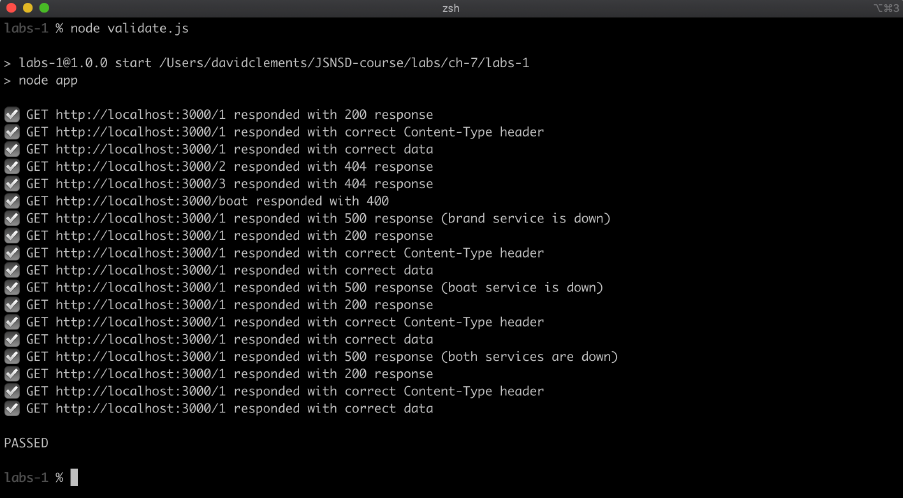 zsh
⌥⌘3
labs-1 % node validate.js
> labs-1@1.0.0 start /Users/davidclements/JSNSD-course/labs/ch-7/labs-1
> node app
✔ GET http://localhost:3000/1 responded with 200 response
✔ GET http://localhost:3000/1 responded with correct Content-Type header
✔ GET http://localhost:3000/1 responded with correct data
✔ GET http://localhost:3000/2 responded with 404 response
✔ GET http://localhost:3000/3 responded with 404 response
✔ GET http://localhost:3000/boat responded with 400
✔ GET http://localhost:3000/1 responded with 500 response (brand service is down)
✔ GET http://localhost:3000/1 responded with 200 response
✔ GET http://localhost:3000/1 responded with correct Content-Type header
✔ GET http://localhost:3000/1 responded with correct data
✔ GET http://localhost:3000/1 responded with 500 response (boat service is down)
✔ GET http://localhost:3000/1 responded with 200 response
✔ GET http://localhost:3000/1 responded with correct Content-Type header
✔ GET http://localhost:3000/1 responded with correct data
✔ GET http://localhost:3000/1 responded with 500 response (both services are down)
✔ GET http://localhost:3000/1 responded with 200 response
✔ GET http://localhost:3000/1 responded with correct Content-Type header
✔ GET http://localhost:3000/1 responded with correct data
PASSED
labs-1 %